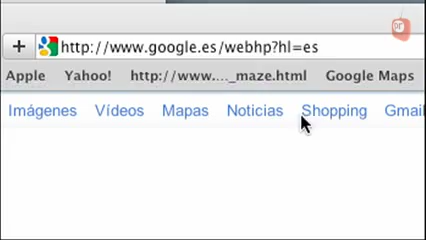 http://www.google.es/webhp?hl=es
Apple Yahoo! http://www...._maze.html Google Maps
Imágenes Vídeos Mapas Noticias Shopping Gmail